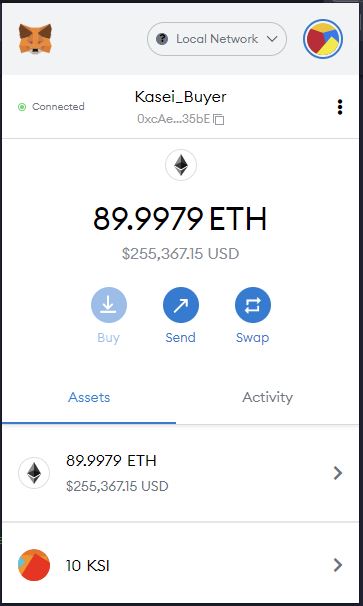 Local Network
Connected
Kasei_Buyer
0xcAe...35bE
89.9979 ETH
$255,367.15 USD
Buy
Send
Swap
Assets
Activity
89.9979 ETH
$255,367.15 USD
10 KSI